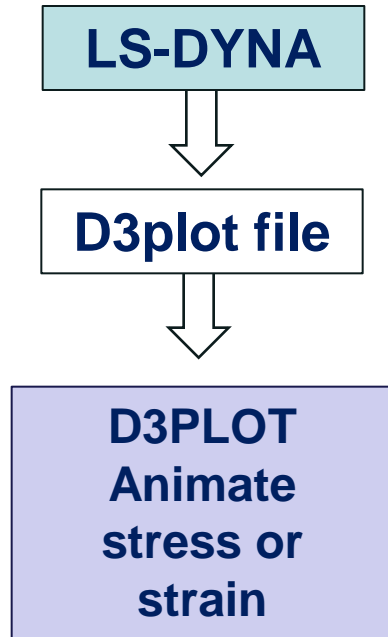 LS-DYNA
D3plot file
D3PLOT
Animate
stress or
strain